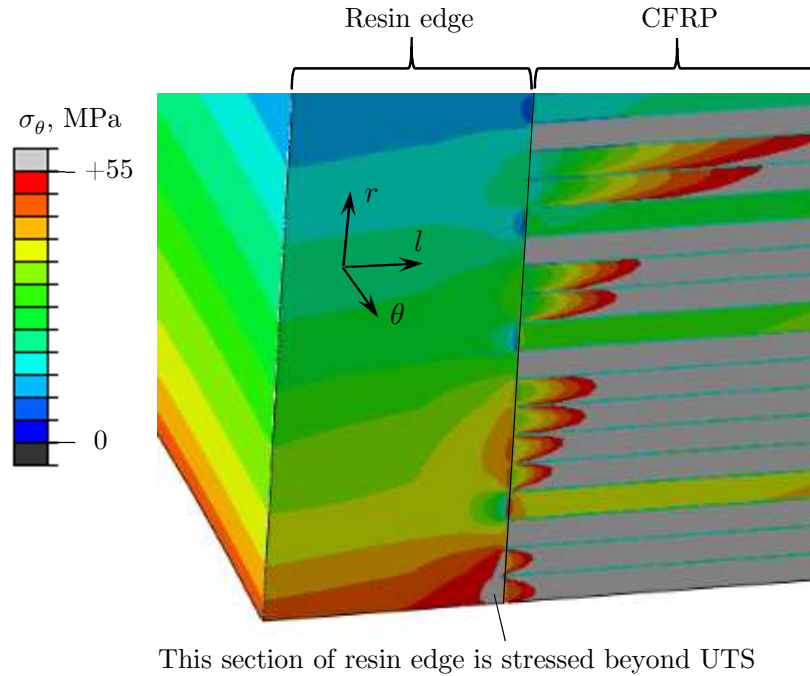 Resin edge
CFRP
σθ, MPa
+55
0
r
l
θ
This section of resin edge is stressed beyond UTS